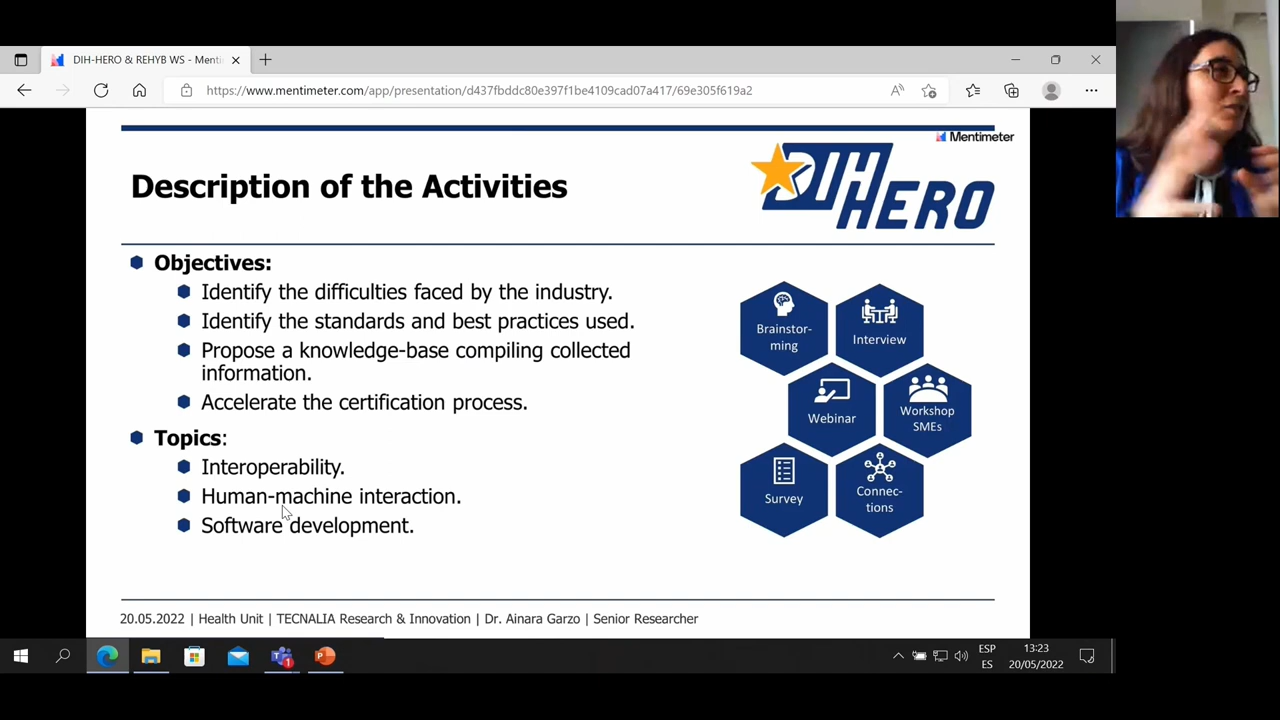 DIH-HERO & REHYB WS - Menti
https://www.mentimeter.com/app/presentation/d437fbddc80e397f1be4109cad07a417/69e305f619a2
Mentimeter
Description of the Activities
DIH
HERO
Objectives:
Identify the difficulties faced by the industry.
Identify the standards and best practices used.
Propose a knowledge-base compiling collected
information.
Accelerate the certification process.
Topics:
Interoperability.
Human-machine interaction.
Software development.
Brainstor-
ming
Interview
Webinar
Workshop
SMEs
Survey
Connec-
tions
20.05.2022 | Health Unit | TECNALIA Research & Innovation | Dr. Ainara Garzo | Senior Researcher
ESP
ES
13:23
20/05/2022